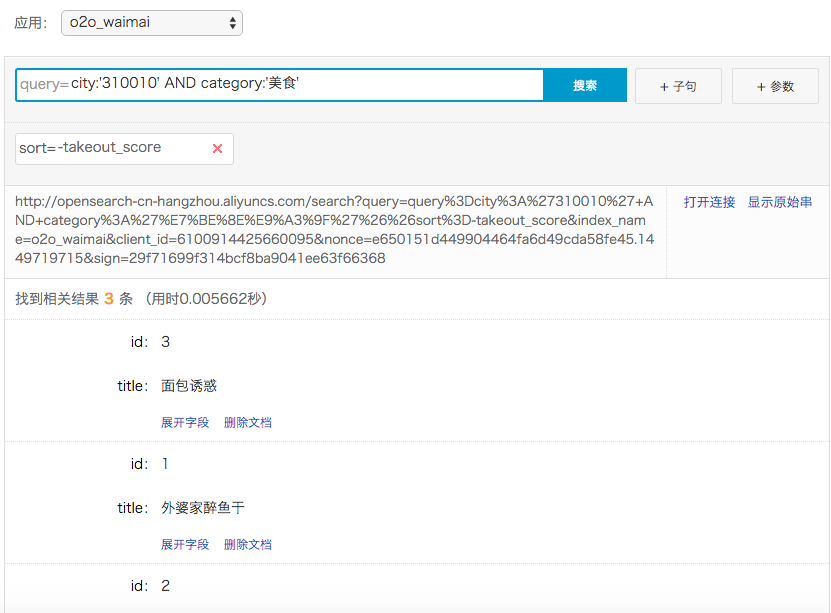 应用: o2o_waimai
query=city:'310010' AND category:'美食' 搜索 + 子句 + 参数
sort=-takeout_score ×
http://opensearch-cn-hangzhou.aliyuncs.com/search?query=query%3Dcity%3A%27310010%27+A 打开连接 显示原始串
ND+category%3A%27%E7%BE%8E%E9%A3%9F%27%26%26sort%3D-takeout_score&index_nam
e=o2o_waimai&client_id=6100914425660095&nonce=e650151d449904464fa6d49cda58fe45.14
49719715&sign=29f71699f314bcf8ba9041ee63f66368
找到相关结果 3 条 （用时0.005662秒）
id: 3
title: 面包诱惑
展开字段 删除文档
id: 1
title: 外婆家醉鱼干
展开字段 删除文档
id: 2